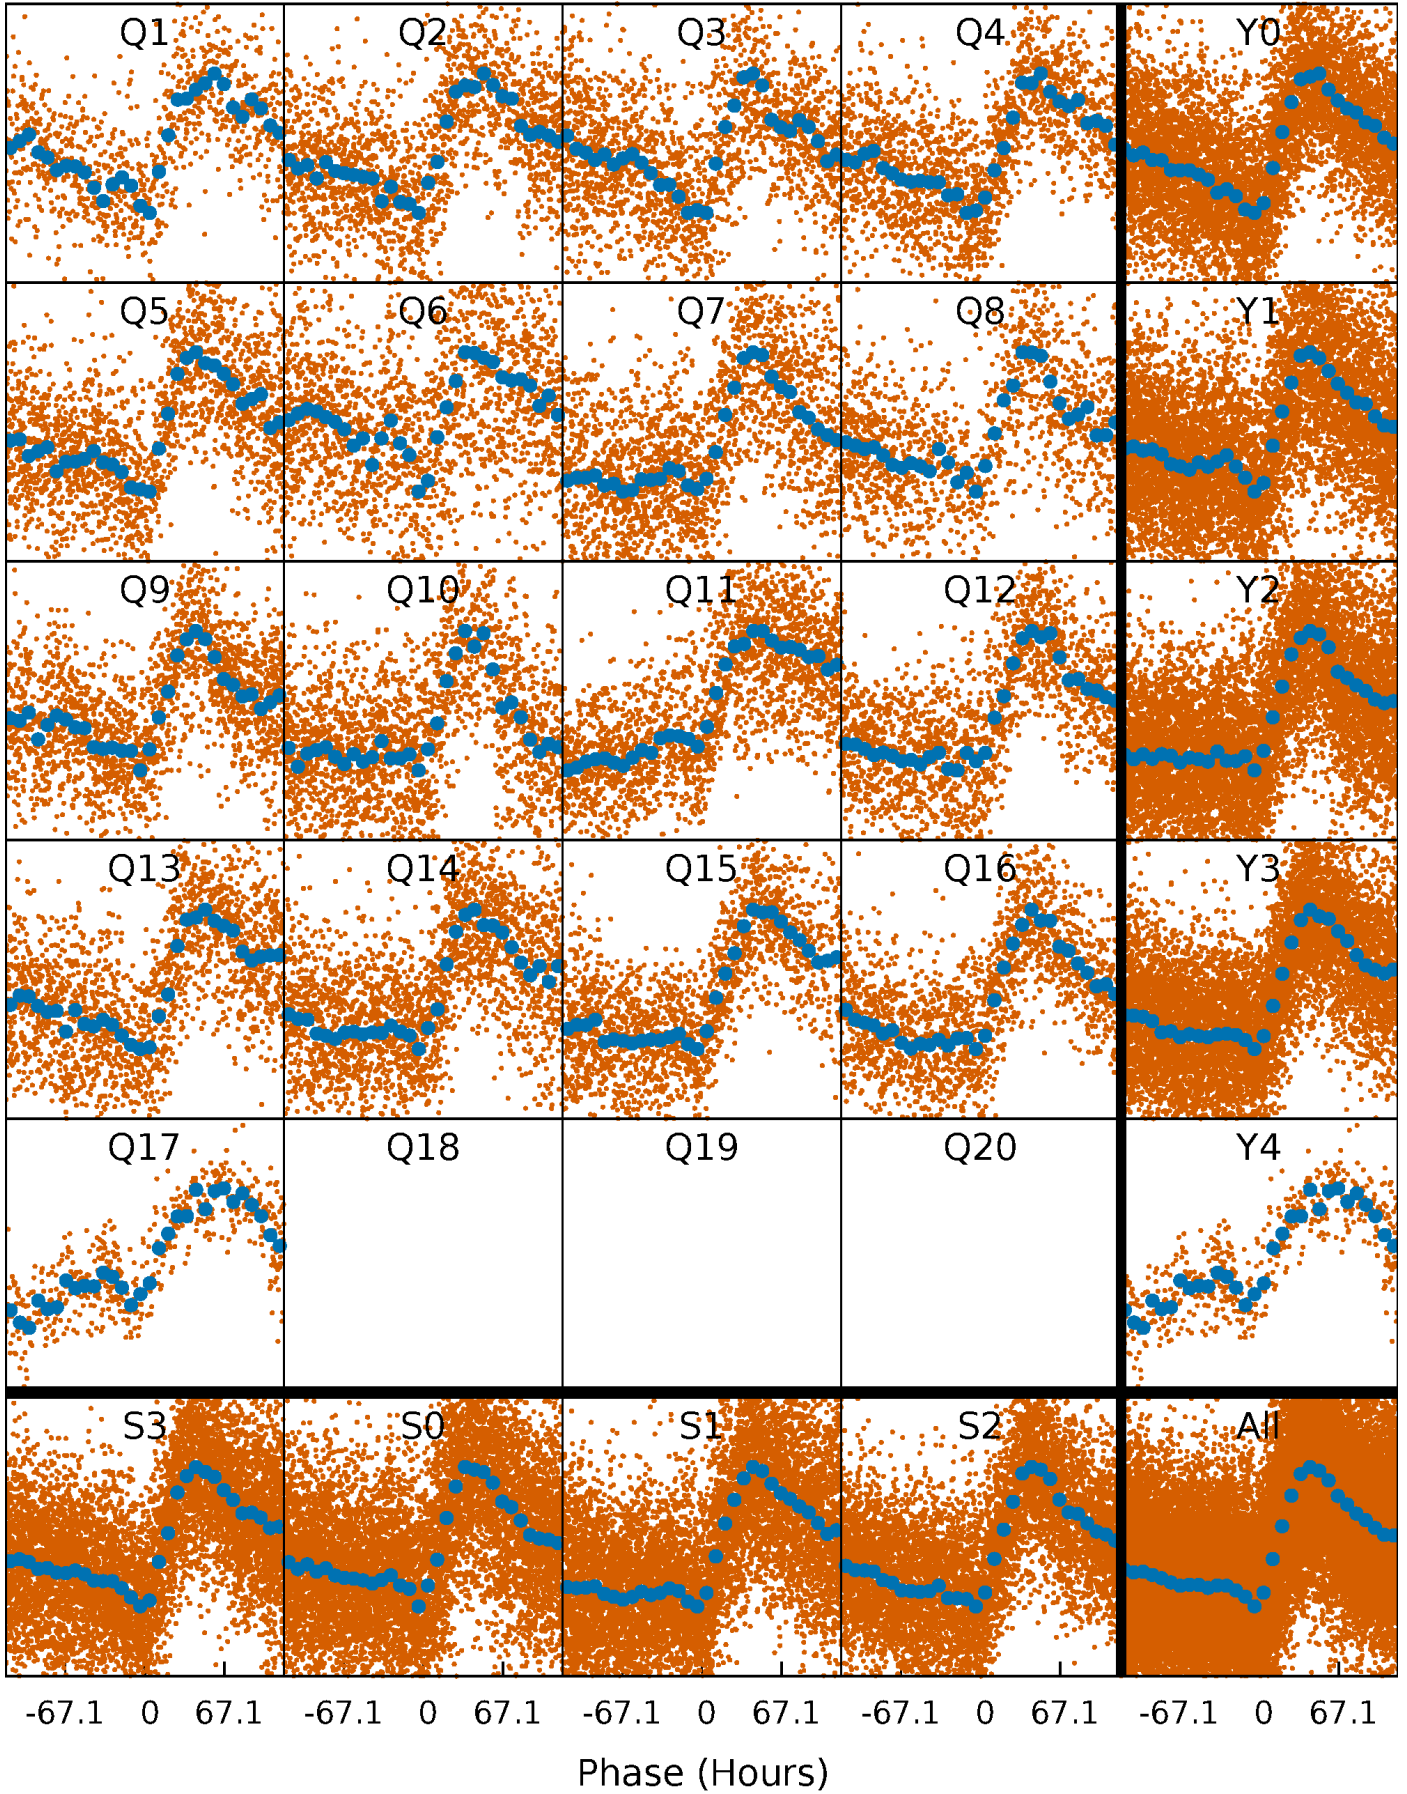 Q1 Q2 Q3 Q4 Y0
Q5 Q6 Q7 Q8 Y1
Q9 Q10 Q11 Q12 Y2
Q13 Q14 Q15 Q16 Y3
Q17 Q18 Q19 Q20 Y4
S3 S0 S1 S2 All
-67.1 0 67.1 -67.1 0 67.1 -67.1 0 67.1 -67.1 0 67.1 -67.1 0 67.1
Phase (Hours)